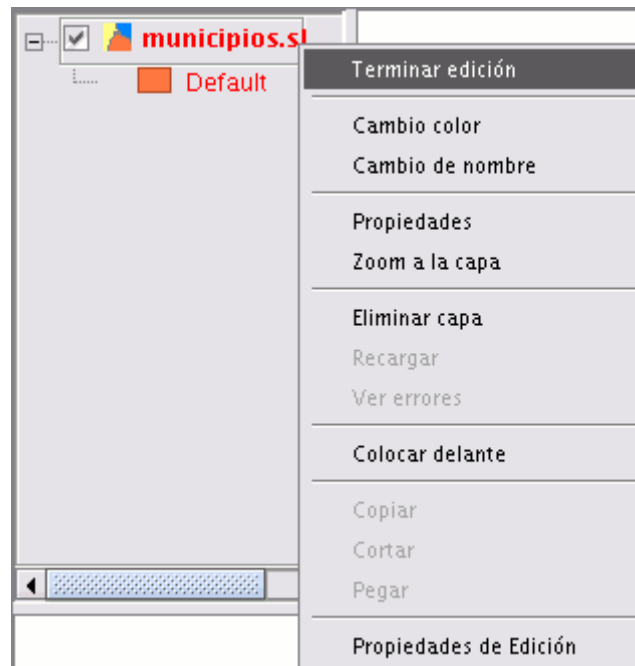 municipios.sl
Default
Terminar edición
Cambio color
Cambio de nombre
Propiedades
Zoom a la capa
Eliminar capa
Recargar
Ver errores
Colocar delante
Copiar
Cortar
Pegar
Propiedades de Edición